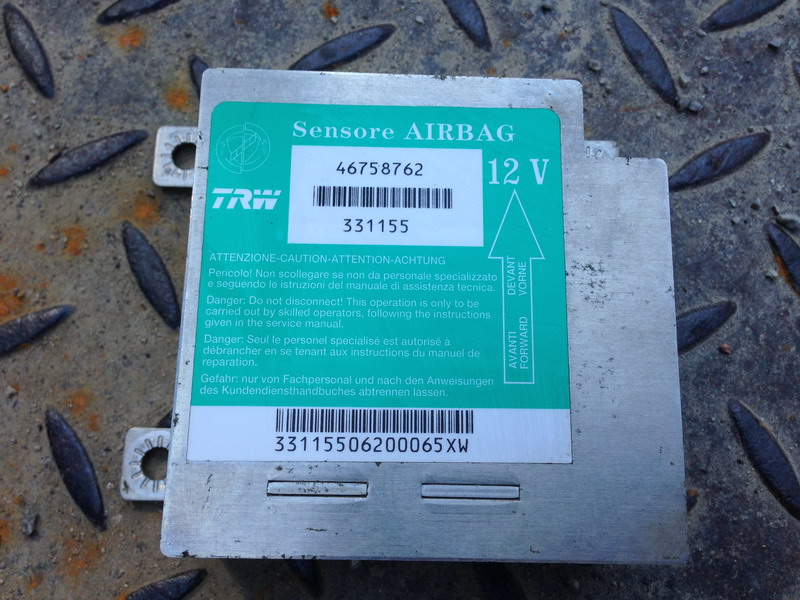 Sensore AIRBAG
46758762
12 V
TRW
331155
ATTENZIONE-CAUTION-ATTENTION-ACHTUNG
Pericolo! Non scollegare se non da personale specializzato
e seguendo le istruzioni del manuale di assistenza tecnica.
Danger: Do not disconnect! This operation is only to be
carried out by skilled operators, following the instructions
given in the service manual.
Danger: Seul le personel specialisé est autorisé à
débrancher en se tenant aux instructions du manuel de
reparation.
Gefahr: nur von Fachpersonal und nach den Anweisungen
des Kundendiensthandbuches abtrennen lassen.
AVANTI DEVANT
FORWARD VORNE
33115506200065XW